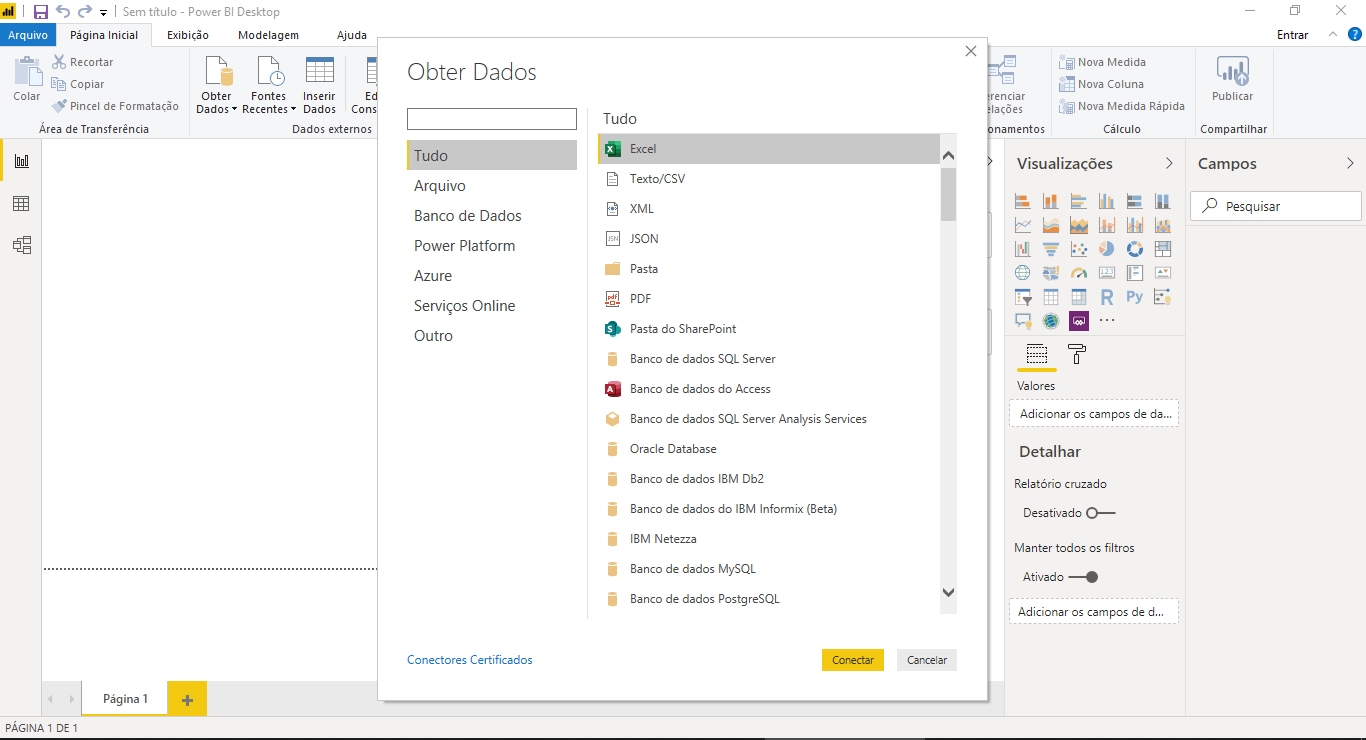 Sem título - Power BI Desktop
Arquivo
Página Inicial
Exibição
Modelagem
Ajuda
Entrar
?
Colar
Recortar
Copiar
Pincel de Formatação
Área de Transferência
Obter Dados
Fontes Recentes
Inserir Dados
Ed
Cons
Dados externos
erenciar
elações
onamentos
Nova Medida
Nova Coluna
Nova Medida Rápida
Cálculo
Publicar
Compartilhar
Obter Dados
Tudo
Arquivo
Banco de Dados
Power Platform
Azure
Serviços Online
Outro
Tudo
Excel
Texto/CSV
XML
JSON
Pasta
PDF
Pasta do SharePoint
Banco de dados SQL Server
Banco de dados do Access
Banco de dados SQL Server Analysis Services
Oracle Database
Banco de dados IBM Db2
Banco de dados do IBM Informix (Beta)
IBM Netezza
Banco de dados MySQL
Banco de dados PostgreSQL
Conectores Certificados
Conectar
Cancelar
Visualizações
123
R
Py
Valores
Adicionar os campos de da...
Detalhar
Relatório cruzado
Desativado
Manter todos os filtros
Ativado
Adicionar os campos de d...
Campos
Pesquisar
Página 1
PÁGINA 1 DE 1